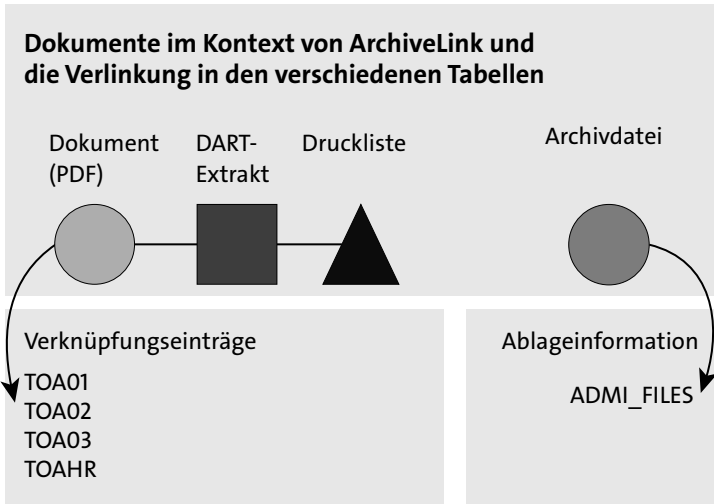 Dokumente im Kontext von ArchiveLink und
die Verlinkung in den verschiedenen Tabellen
Dokument
(PDF)
DART-
Extrakt
Druckliste
Archivdatei
Verknüpfungseinträge
TOA01
TOA02
TOA03
TOAHR
Ablageinformation
ADMI_FILES